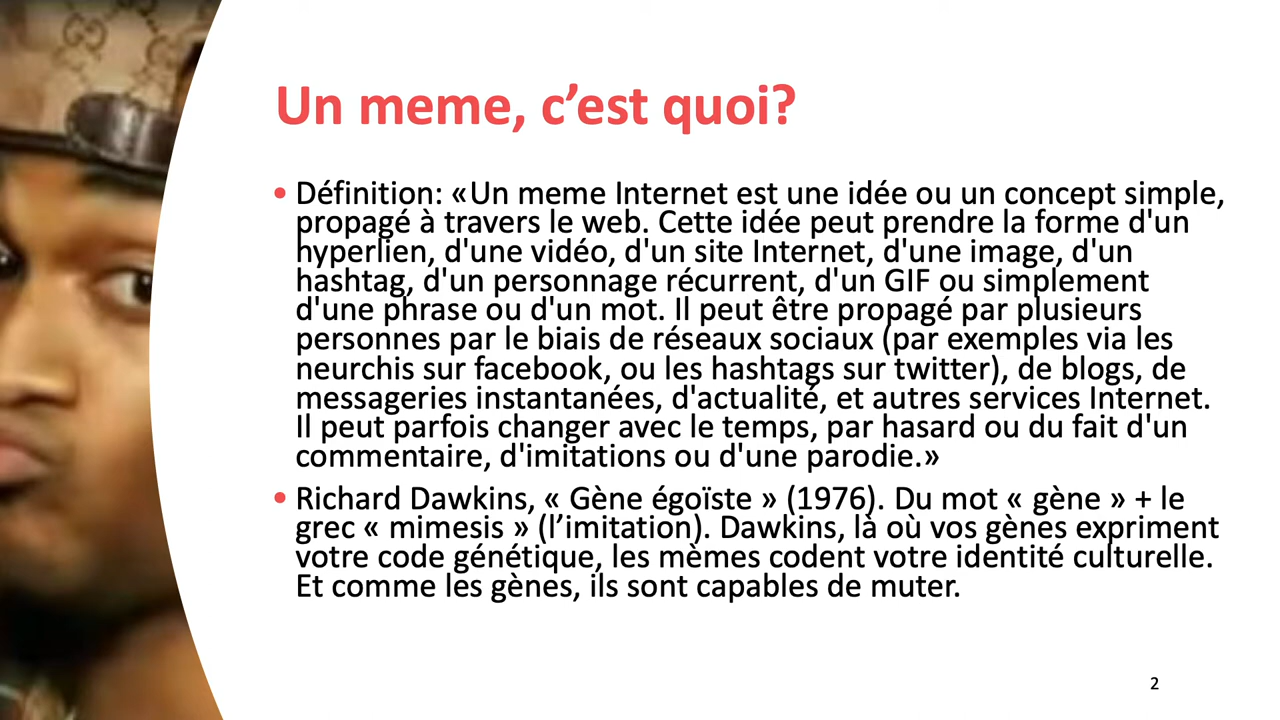 Un meme, c’est quoi?
• Définition: «Un meme Internet est une idée ou un concept simple,
propagé à travers le web. Cette idée peut prendre la forme d'un
hyperlien, d'une vidéo, d'un site Internet, d'une image, d'un
hashtag, d'un personnage récurrent, d'un GIF ou simplement
d'une phrase ou d'un mot. Il peut être propagé par plusieurs
personnes par le biais de réseaux sociaux (par exemples via les
neurchis sur facebook, ou les hashtags sur twitter), de blogs, de
messageries instantanées, d'actualité, et autres services Internet.
Il peut parfois changer avec le temps, par hasard ou du fait d'un
commentaire, d'imitations ou d'une parodie.»
• Richard Dawkins, « Gène égoïste » (1976). Du mot « gène » + le
grec « mimesis » (l’imitation). Dawkins, là où vos gènes expriment
votre code génétique, les mèmes codent votre identité culturelle.
Et comme les gènes, ils sont capables de muter.
2